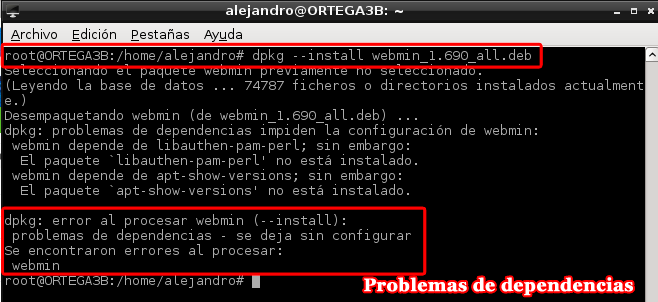 alejandro@ORTEGA3B: ~
Archivo Edición Pestañas Ayuda
root@ORTEGA3B:/home/alejandro# dpkg --install webmin_1.690_all.deb
Seleccionando el paquete webmin previamente no seleccionado.
(Leyendo la base de datos ... 74787 ficheros o directorios instalados actualment
e.)
Desempaquetando webmin (de webmin_1.690_all.deb) ...
dpkg: problemas de dependencias impiden la configuración de webmin:
webmin depende de libauthen-pam-perl; sin embargo:
El paquete `libauthen-pam-perl' no está instalado.
webmin depende de apt-show-versions; sin embargo:
El paquete `apt-show-versions' no está instalado.
dpkg: error al procesar webmin (--install):
problemas de dependencias - se deja sin configurar
Se encontraron errores al procesar:
webmin
root@ORTEGA3B:/home/alejandro#
Problemas de dependencias